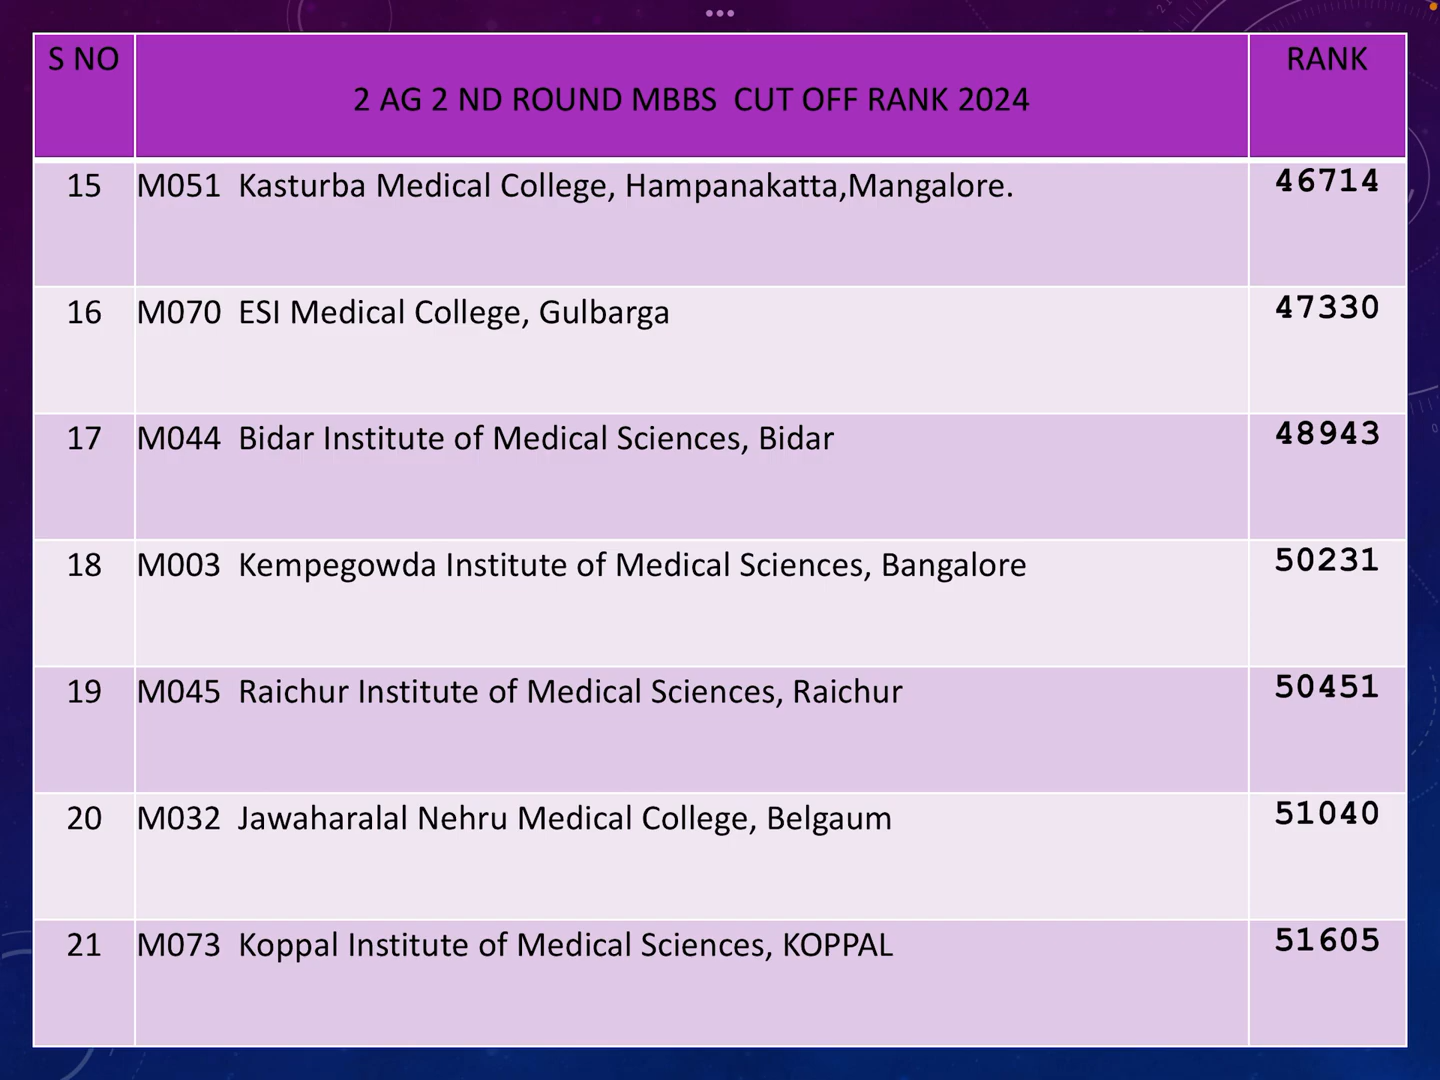 S NO 2 AG 2 ND ROUND MBBS  CUT OFF RANK 2024 RANK
15 M051  Kasturba Medical College, Hampanakatta,Mangalore. 46714
16 M070  ESI Medical College, Gulbarga 47330
17 M044  Bidar Institute of Medical Sciences, Bidar 48943
18 M003  Kempegowda Institute of Medical Sciences, Bangalore 50231
19 M045  Raichur Institute of Medical Sciences, Raichur 50451
20 M032  Jawaharalal Nehru Medical College, Belgaum 51040
21 M073  Koppal Institute of Medical Sciences, KOPPAL 51605